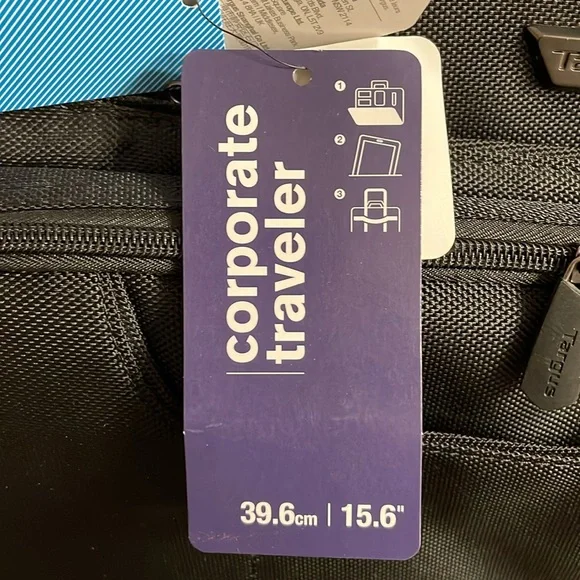 corporate
traveler
1
2
3
39.6cm | 15.6"
Targus